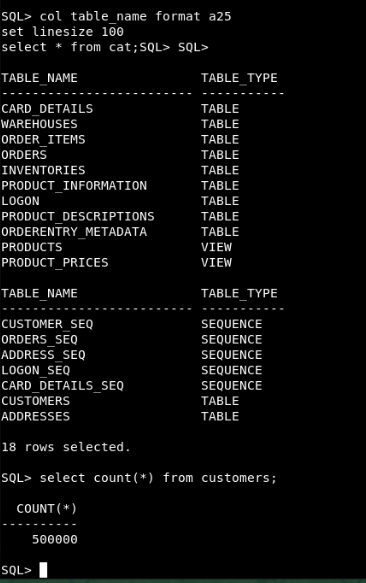 SQL> col table_name format a25
set linesize 100
select * from cat;SQL> SQL>
TABLE_NAME                TABLE_TYPE
------------------------- -----------
CARD_DETAILS              TABLE
WAREHOUSES                TABLE
ORDER_ITEMS               TABLE
ORDERS                    TABLE
INVENTORIES               TABLE
PRODUCT_INFORMATION       TABLE
LOGON                     TABLE
PRODUCT_DESCRIPTIONS      TABLE
ORDERENTRY_METADATA       TABLE
PRODUCTS                  VIEW
PRODUCT_PRICES            VIEW
TABLE_NAME                TABLE_TYPE
------------------------- -----------
CUSTOMER_SEQ              SEQUENCE
ORDERS_SEQ                SEQUENCE
ADDRESS_SEQ               SEQUENCE
LOGON_SEQ                 SEQUENCE
CARD_DETAILS_SEQ          SEQUENCE
CUSTOMERS                 TABLE
ADDRESSES                 TABLE
18 rows selected.
SQL> select count(*) from customers;
  COUNT(*)
----------
    500000
SQL>